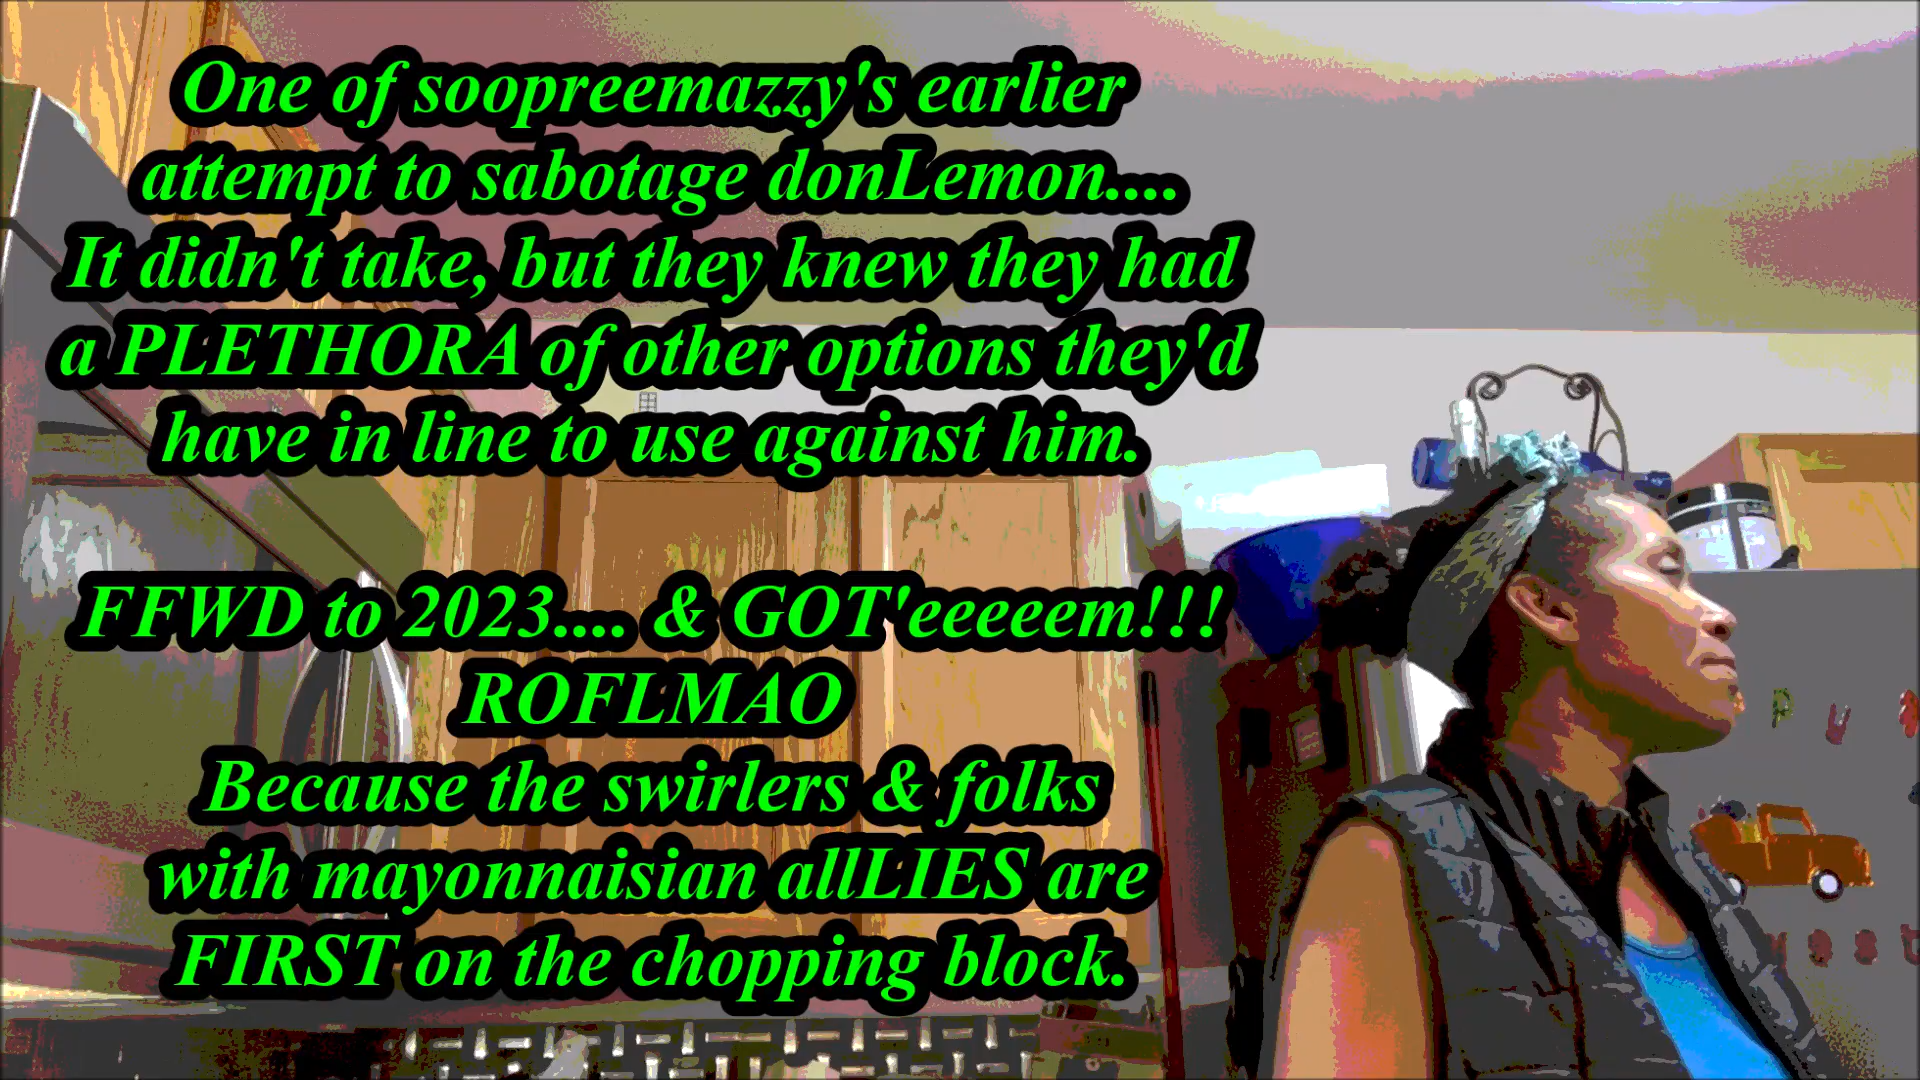 One of soopreemazzy's earlier
attempt to sabotage donLemon....
It didn't take, but they knew they had
a PLETHORA of other options they'd
have in line to use against him.
FFWD to 2023.... & GOT'eeeeem!!!
ROFLMAO
Because the swirlers & folks
with mayonnaisian allLIES are
FIRST on the chopping block.